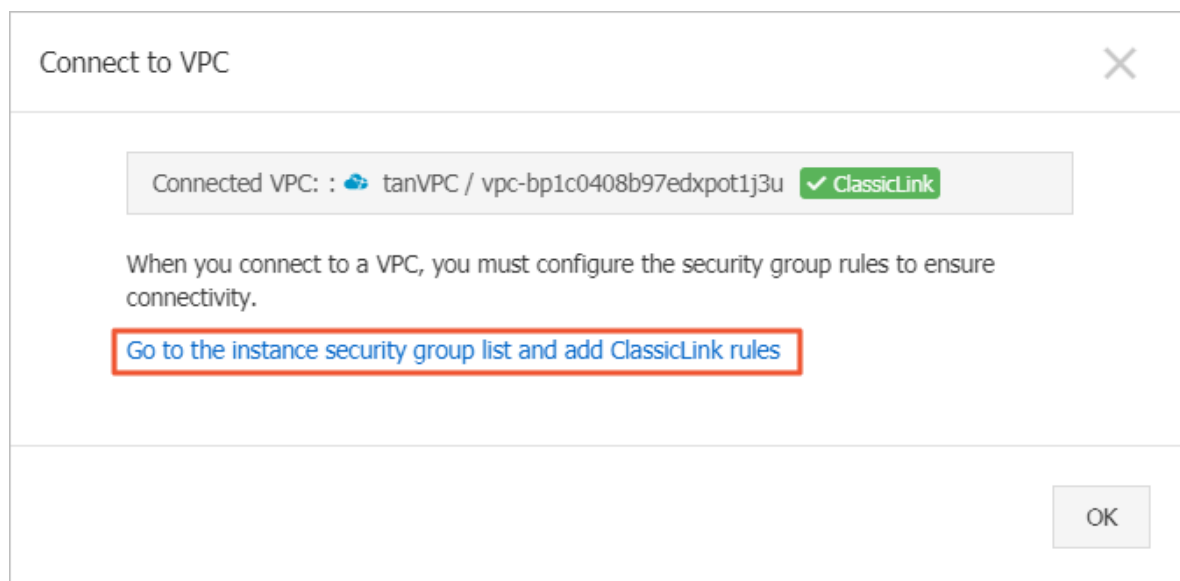 Connect to VPC
Connected VPC: : tanVPC / vpc-bp1c0408b97edxpot1j3u ClassicLink
When you connect to a VPC, you must configure the security group rules to ensure
connectivity.
Go to the instance security group list and add ClassicLink rules
OK